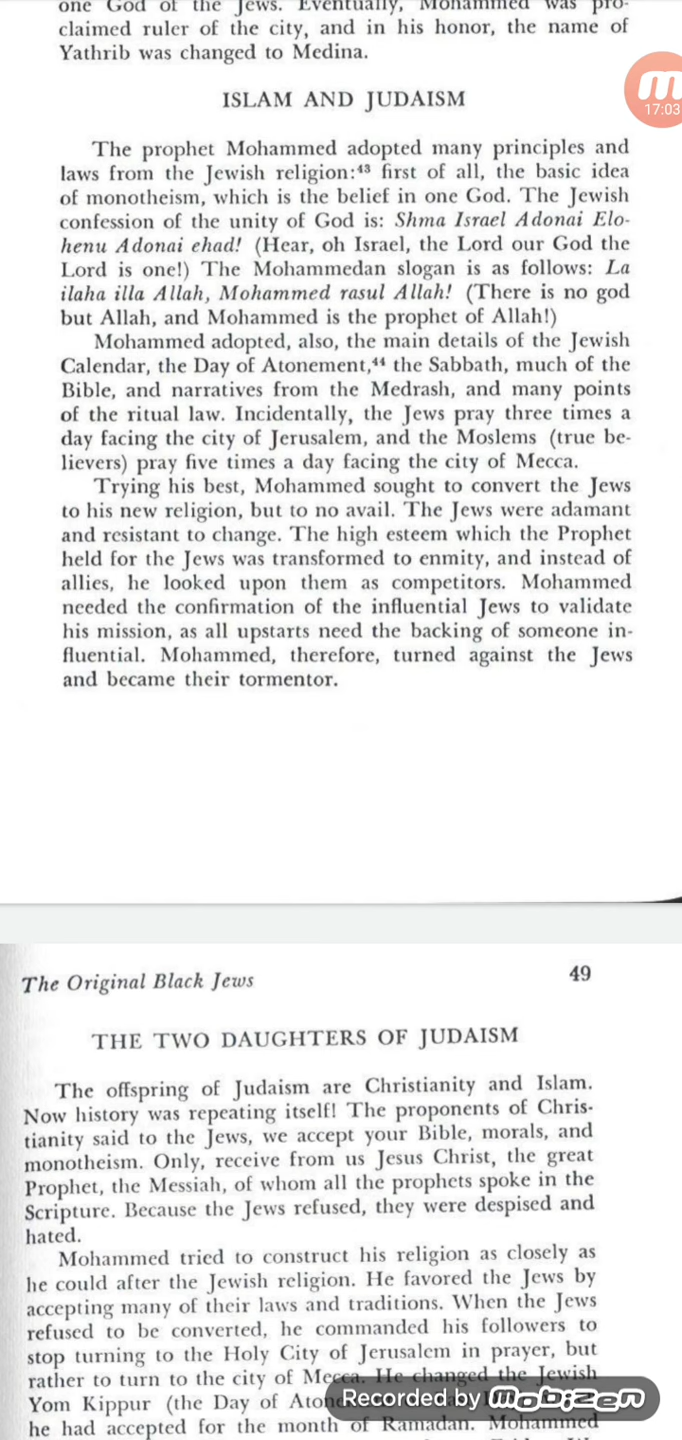 one God of the Jews. Eventually, Mohammed was pro-
claimed ruler of the city, and in his honor, the name of
Yathrib was changed to Medina.
ISLAM AND JUDAISM
The prophet Mohammed adopted many principles and
laws from the Jewish religion:⁴³ first of all, the basic idea
of monotheism, which is the belief in one God. The Jewish
confession of the unity of God is: Shma Israel Adonai Elo-
henu Adonai ehad! (Hear, oh Israel, the Lord our God the
Lord is one!) The Mohammedan slogan is as follows: La
ilaha illa Allah, Mohammed rasul Allah! (There is no god
but Allah, and Mohammed is the prophet of Allah!)
Mohammed adopted, also, the main details of the Jewish
Calendar, the Day of Atonement,⁴⁴ the Sabbath, much of the
Bible, and narratives from the Medrash, and many points
of the ritual law. Incidentally, the Jews pray three times a
day facing the city of Jerusalem, and the Moslems (true be-
lievers) pray five times a day facing the city of Mecca.
Trying his best, Mohammed sought to convert the Jews
to his new religion, but to no avail. The Jews were adamant
and resistant to change. The high esteem which the Prophet
held for the Jews was transformed to enmity, and instead of
allies, he looked upon them as competitors. Mohammed
needed the confirmation of the influential Jews to validate
his mission, as all upstarts need the backing of someone in-
fluential. Mohammed, therefore, turned against the Jews
and became their tormentor.
17:03
The Original Black Jews 49
THE TWO DAUGHTERS OF JUDAISM
The offspring of Judaism are Christianity and Islam.
Now history was repeating itself! The proponents of Chris-
tianity said to the Jews, we accept your Bible, morals, and
monotheism. Only, receive from us Jesus Christ, the great
Prophet, the Messiah, of whom all the prophets spoke in the
Scripture. Because the Jews refused, they were despised and
hated.
Mohammed tried to construct his religion as closely as
he could after the Jewish religion. He favored the Jews by
accepting many of their laws and traditions. When the Jews
refused to be converted, he commanded his followers to
stop turning to the Holy City of Jerusalem in prayer, but
rather to turn to the city of Mecca. He changed the Jewish
Yom Kippur (the Day of
he had accepted for the month of Ramadan. Mohammed
Recorded by Mobizen